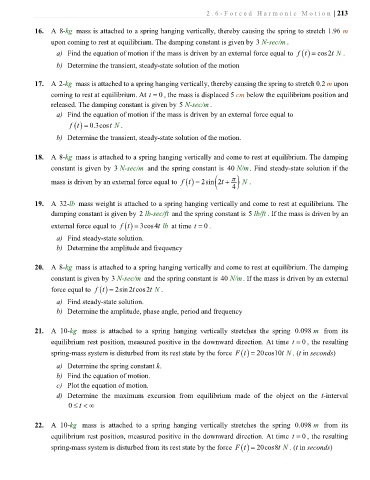 2.6-Forced Harmonic Motion | 213
16. A 8-kg mass is attached to a spring hanging vertically, thereby causing the spring to stretch 1.96 m
upon coming to rest at equilibrium. The damping constant is given by 3 N-sec/m.
a) Find the equation of motion if the mass is driven by an external force equal to f(t) = cos 2t N.
b) Determine the transient, steady-state solution of the motion
17. A 2-kg mass is attached to a spring hanging vertically, thereby causing the spring to stretch 0.2 m upon
coming to rest at equilibrium. At t = 0, the mass is displaced 5 cm below the equilibrium position and
released. The damping constant is given by 5 N-sec/m.
a) Find the equation of motion if the mass is driven by an external force equal to
f(t) = 0.3cos t N.
b) Determine the transient, steady-state solution of the motion.
18. A 8-kg mass is attached to a spring hanging vertically and come to rest at equilibrium. The damping
constant is given by 3 N-sec/m and the spring constant is 40 N/m. Find steady-state solution if the
mass is driven by an external force equal to f(t) = 2sin(2t + π/4) N.
19. A 32-lb mass weight is attached to a spring hanging vertically and come to rest at equilibrium. The
damping constant is given by 2 lb-sec/ft and the spring constant is 5 lb/ft. If the mass is driven by an
external force equal to f(t) = 3cos 4t lb at time t = 0.
a) Find steady-state solution.
b) Determine the amplitude and frequency
20. A 8-kg mass is attached to a spring hanging vertically and come to rest at equilibrium. The damping
constant is given by 3 N-sec/m and the spring constant is 40 N/m. If the mass is driven by an external
force equal to f(t) = 2sin 2t cos 2t N.
a) Find steady-state solution.
b) Determine the amplitude, phase angle, period and frequency
21. A 10-kg mass is attached to a spring hanging vertically stretches the spring 0.098 m from its
equilibrium rest position, measured positive in the downward direction. At time t = 0, the resulting
spring-mass system is disturbed from its rest state by the force F(t) = 20cos10t N. (t in seconds)
a) Determine the spring constant k.
b) Find the equation of motion.
c) Plot the equation of motion.
d) Determine the maximum excursion from equilibrium made of the object on the t-interval
0 ≤ t < ∞
22. A 10-kg mass is attached to a spring hanging vertically stretches the spring 0.098 m from its
equilibrium rest position, measured positive in the downward direction. At time t = 0, the resulting
spring-mass system is disturbed from its rest state by the force F(t) = 20cos8t N. (t in seconds)